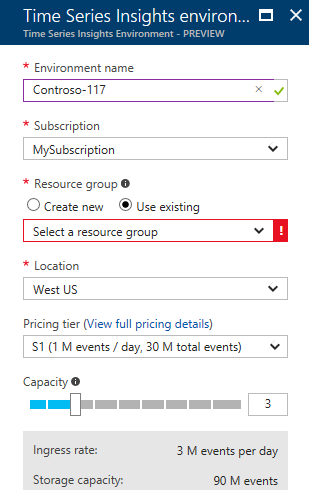 Time Series Insights environ...
Time Series Insights Environment - PREVIEW
* Environment name
Controso-117
* Subscription
MySubscription
* Resource group
Create new Use existing
Select a resource group
* Location
West US
Pricing tier (View full pricing details)
S1 (1 M events / day, 30 M total events)
Capacity
3
Ingress rate: 3 M events per day
Storage capacity: 90 M events